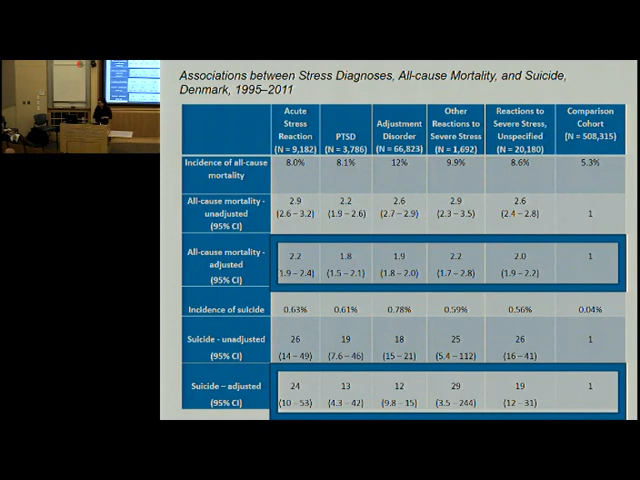 Associations between Stress Diagnoses, All-cause Mortality, and Suicide,
Denmark, 1995–2011
Acute Stress Reaction (N = 9,182) PTSD (N = 3,786) Adjustment Disorder (N = 66,823) Other Reactions to Severe Stress (N = 1,692) Reactions to Severe Stress, Unspecified (N = 20,180) Comparison Cohort (N = 508,315)
Incidence of all-cause mortality 8.0% 8.1% 12% 9.9% 8.6% 5.3%
All-cause mortality - unadjusted (95% CI) 2.9 (2.6 – 3.2) 2.2 (1.9 – 2.6) 2.6 (2.7 – 2.9) 2.9 (2.3 – 3.5) 2.6 (2.4 – 2.8) 1
All-cause mortality - adjusted (95% CI) 2.2 (1.9 – 2.4) 1.8 (1.5 – 2.1) 1.9 (1.8 – 2.0) 2.2 (1.7 – 2.8) 2.0 (1.9 – 2.2) 1
Incidence of suicide 0.63% 0.61% 0.78% 0.59% 0.56% 0.04%
Suicide - unadjusted (95% CI) 26 (14 – 49) 19 (7.6 – 46) 18 (15 – 21) 25 (5.4 – 112) 26 (16 – 41) 1
Suicide – adjusted (95% CI) 24 (10 – 53) 13 (4.3 – 42) 12 (9.8 – 15) 29 (3.5 – 244) 19 (12 – 31) 1